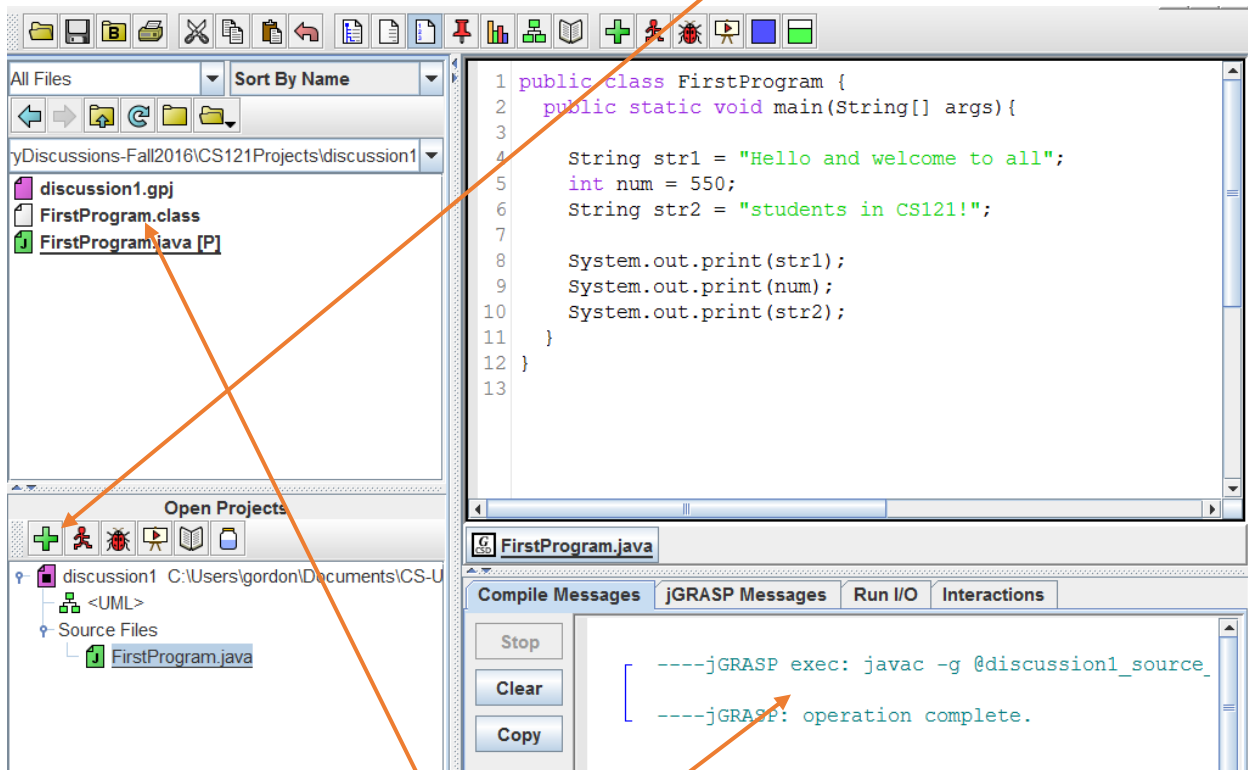 All Files
Sort By Name
ryDiscussions-Fall2016\CS121Projects\discussion1
discussion1.gpj
FirstProgram.class
J FirstProgram.java [P]
1 public class FirstProgram {
2   public static void main(String[] args){
3
4     String str1 = "Hello and welcome to all";
5     int num = 550;
6     String str2 = "students in CS121!";
7
8     System.out.print(str1);
9     System.out.print(num);
10     System.out.print(str2);
11   }
12 }
13
Open Projects
discussion1 C:\Users\gordon\Documents\CS-U
<UML>
Source Files
J FirstProgram.java
G CSD FirstProgram.java
Compile Messages jGRASP Messages Run I/O Interactions
Stop
Clear
Copy
----jGRASP exec: javac -g @discussion1_source_
----jGRASP: operation complete.
B